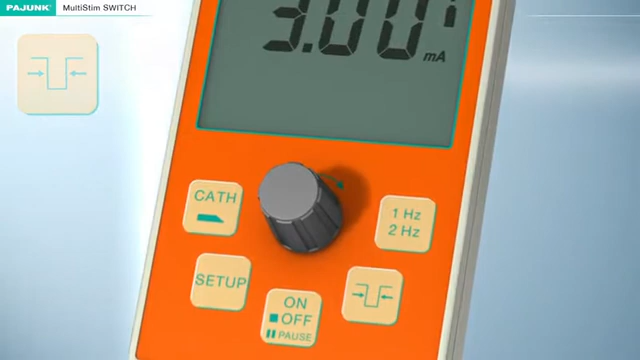 PAJUNK® MultiStim SWITCH
3.00
mA
CATH
1 Hz
2 Hz
SETUP
ON
OFF
PAUSE